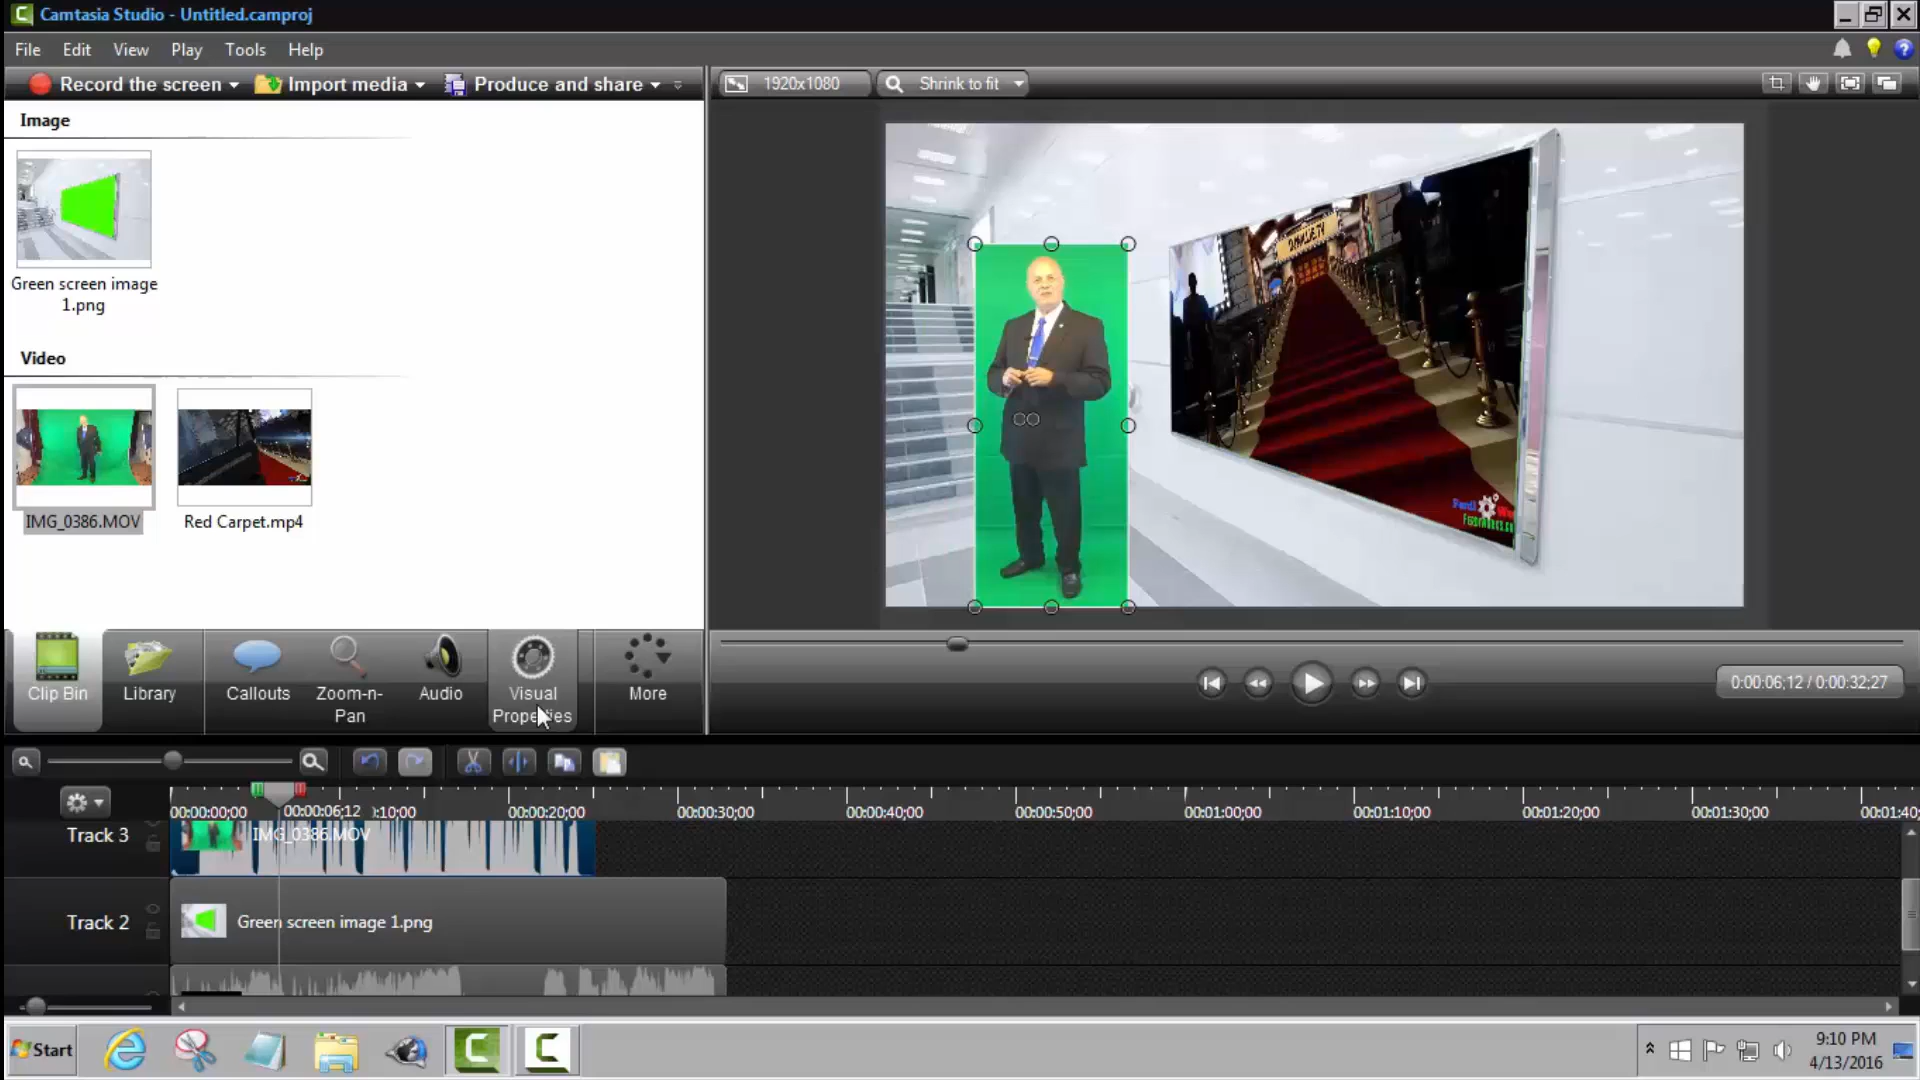 Camtasia Studio - Untitled.camproj
File Edit View Play Tools Help
Record the screen Import media Produce and share
1920x1080 Shrink to fit
Image
Green screen image
1.png
Video
IMG_0386.MOV Red Carpet.mp4
Clip Bin Library Callouts Zoom-n-
Pan Audio Visual
Properties More
0:00:06;12 / 0:00:32;27
00:00:00;00 00:00:06;12 00:00:20;00 00:00:30;00 00:00:40;00 00:00:50;00 00:01:00;00 00:01:10;00 00:01:20;00 00:01:30;00 00:01:40;
Track 3 IMG_0386.MOV
Track 2 Green screen image 1.png
Start
9:10 PM
4/13/2016